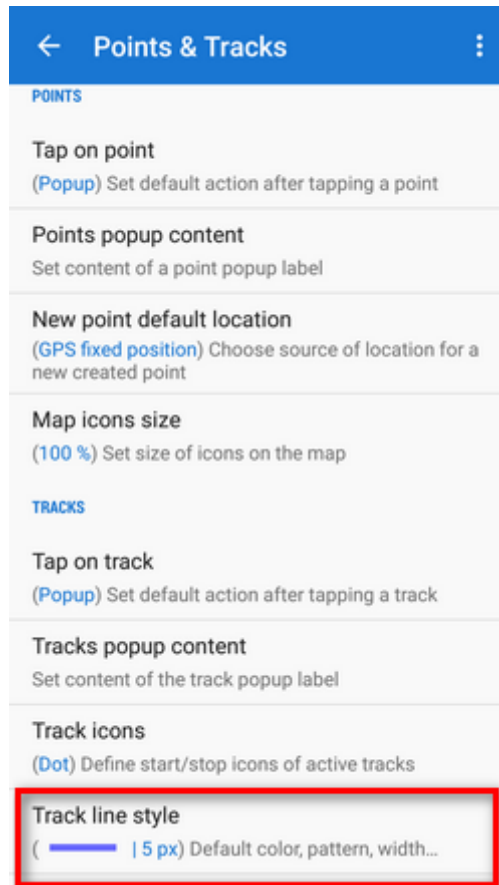 Points & Tracks
POINTS
Tap on point
(Popup) Set default action after tapping a point
Points popup content
Set content of a point popup label
New point default location
(GPS fixed position) Choose source of location for a
new created point
Map icons size
(100 %) Set size of icons on the map
TRACKS
Tap on track
(Popup) Set default action after tapping a track
Tracks popup content
Set content of the track popup label
Track icons
(Dot) Define start/stop icons of active tracks
Track line style
( | 5 px) Default color, pattern, width...